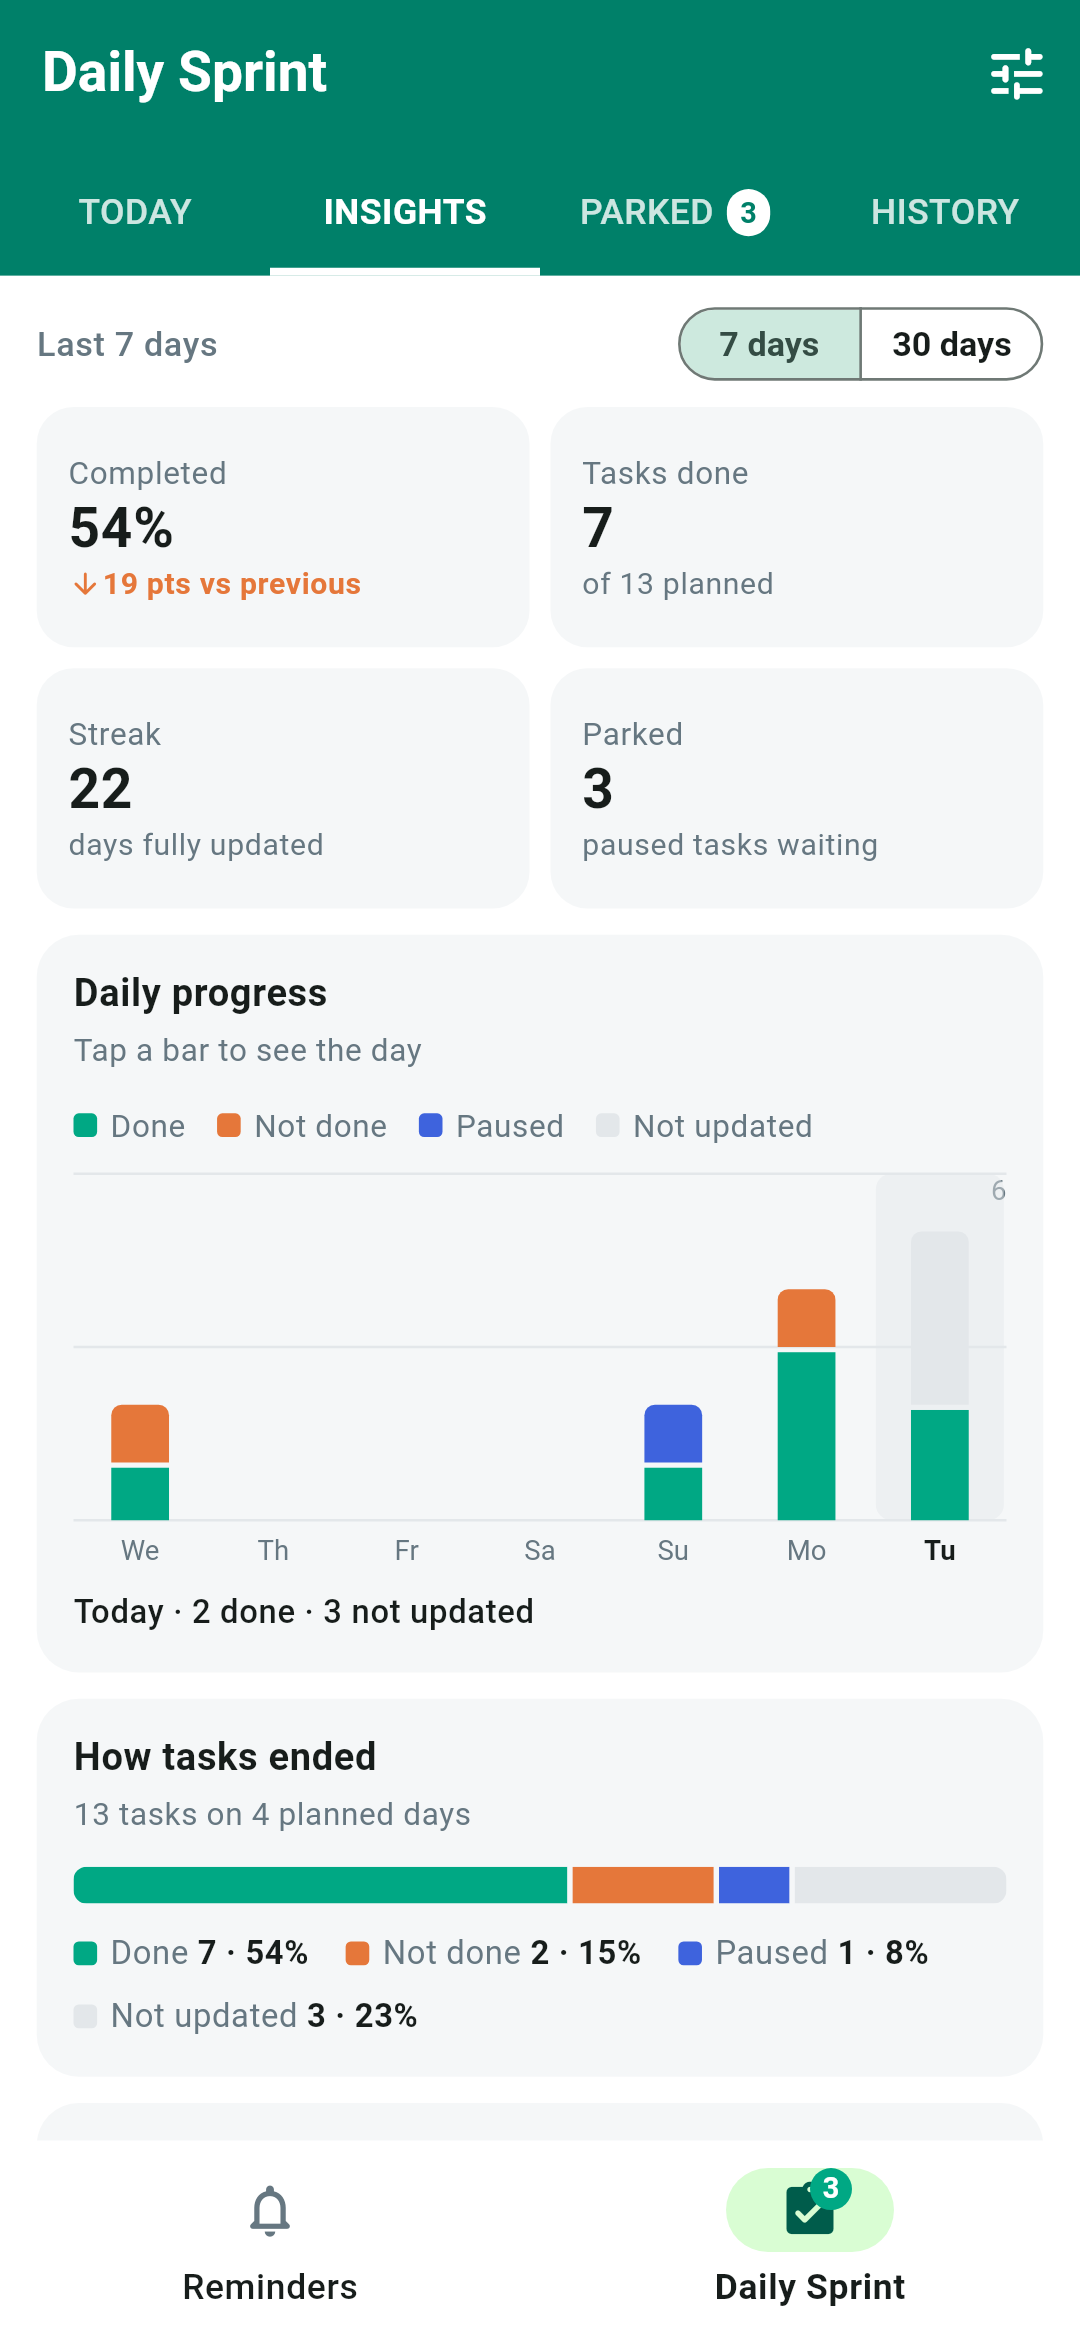 Daily Sprint
TODAY INSIGHTS PARKED 3 HISTORY
Last 7 days 7 days 30 days
Completed
54%
↓19 pts vs previous
Tasks done
7
of 13 planned
Streak
22
days fully updated
Parked
3
paused tasks waiting
Daily progress
Tap a bar to see the day
Done Not done Paused Not updated
6
We Th Fr Sa Su Mo Tu
Today · 2 done · 3 not updated
How tasks ended
13 tasks on 4 planned days
Done 7 · 54% Not done 2 · 15% Paused 1 · 8%
Not updated 3 · 23%
3
Reminders Daily Sprint